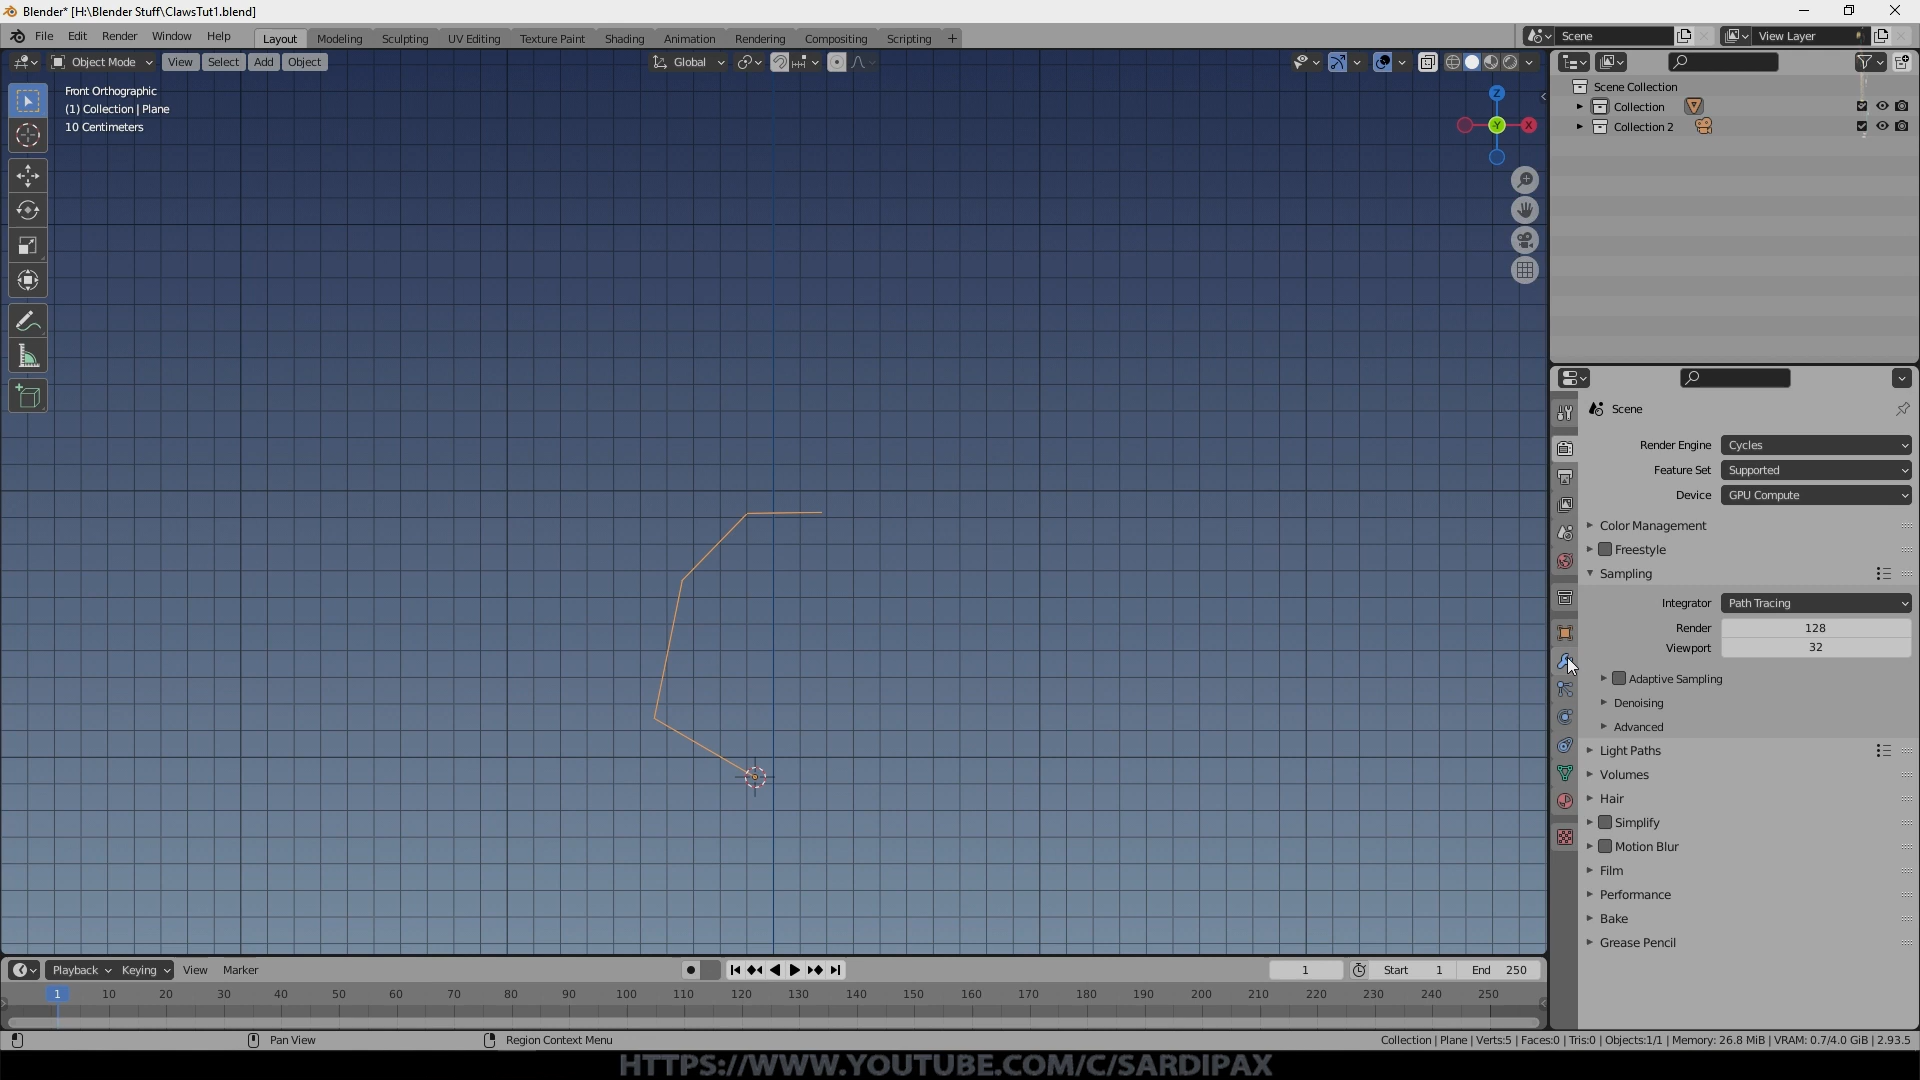 Blender* [H:\Blender Stuff\ClawsTut1.blend]
File Edit Render Window Help
Layout Modeling Sculpting UV Editing Texture Paint Shading Animation Rendering Compositing Scripting +
Scene
View Layer
Object Mode View Select Add Object
Global
Front Orthographic
(1) Collection | Plane
10 Centimeters
Z
Y
X
Scene Collection
Collection
Collection 2
Scene
Render Engine Cycles
Feature Set Supported
Device GPU Compute
Color Management
Freestyle
Sampling
Integrator Path Tracing
Render 128
Viewport 32
Adaptive Sampling
Denoising
Advanced
Light Paths
Volumes
Hair
Simplify
Motion Blur
Film
Performance
Bake
Grease Pencil
Playback Keying View Marker
1 Start 1 End 250
1 10 20 30 40 50 60 70 80 90 100 110 120 130 140 150 160 170 180 190 200 210 220 230 240 250
Pan View
Region Context Menu
Collection | Plane | Verts:5 | Faces:0 | Tris:0 | Objects:1/1 | Memory: 26.8 MiB | VRAM: 0.7/4.0 GiB | 2.93.5
HTTPS://WWW.YOUTUBE.COM/C/SARDIPAX